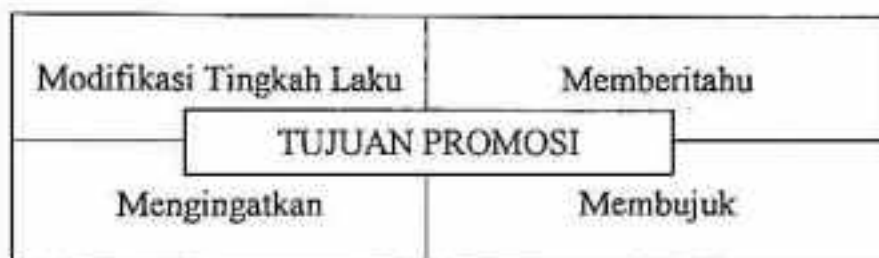 Modifikasi Tingkah Laku
Memberitahu
TUJUAN PROMOSI
Mengingatkan
Membujuk